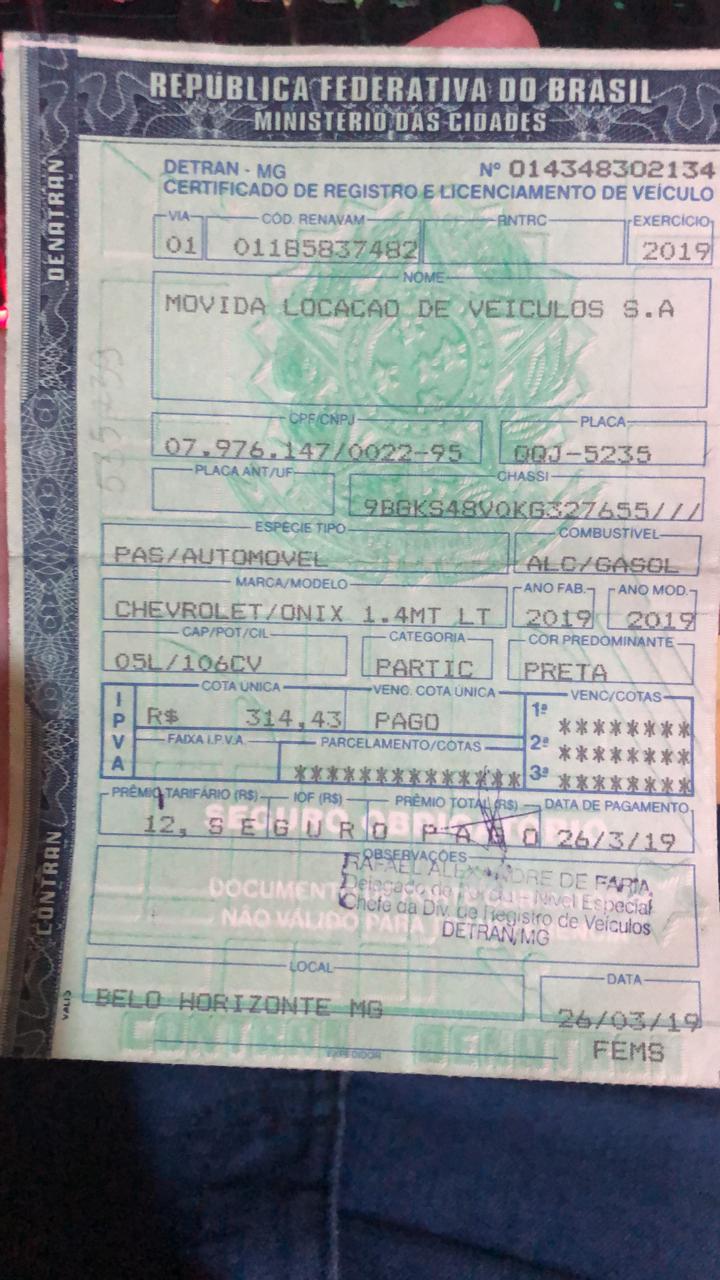 REPÚBLICA FEDERATIVA DO BRASIL
MINISTÉRIO DAS CIDADES
DENATRAN
CONTRAN
DETRAN - MG Nº 014348302134
CERTIFICADO DE REGISTRO E LICENCIAMENTO DE VEÍCULO
VIA CÓD. RENAVAM RNTRC EXERCÍCIO
01 01185837482 2019
NOME
MOVIDA LOCACAO DE VEICULOS S.A
535439
CPF/CNPJ PLACA
07.976.147/0022-95 QQJ-5235
PLACA ANT/UF CHASSI
9BGKS48V0KG327655///
ESPÉCIE TIPO COMBUSTÍVEL
PAS/AUTOMOVEL ALC/GASOL
MARCA/MODELO ANO FAB. ANO MOD.
CHEVROLET/ONIX 1.4MT LT 2019 2019
CAP/POT/CIL CATEGORIA COR PREDOMINANTE
05L/106CV PARTIC PRETA
IPVA
COTA ÚNICA VENC. COTA ÚNICA VENC/COTAS
R$ 314,43 PAGO 1ª ********
FAIXA I.P.V.A. PARCELAMENTO/COTAS 2ª ********
************** 3ª ********
PRÊMIO TARIFÁRIO (R$) IOF (R$) PRÊMIO TOTAL (R$) DATA DE PAGAMENTO
SEGURO OBRIGATÓRIO
12, S E G U R O P A G O 26/3/19
OBSERVAÇÕES
RAFAEL ALEXANDRE DE FARIA
Delegado de Polícia - Nível Especial
Chefe da Div. de Registro de Veículos
DETRAN/MG
DOCUMENTO
NÃO VÁLIDO PARA
LOCAL DATA
BELO HORIZONTE MG 26/03/19
CONTRAN DENATRAN
EXPEDIDOR FEMS